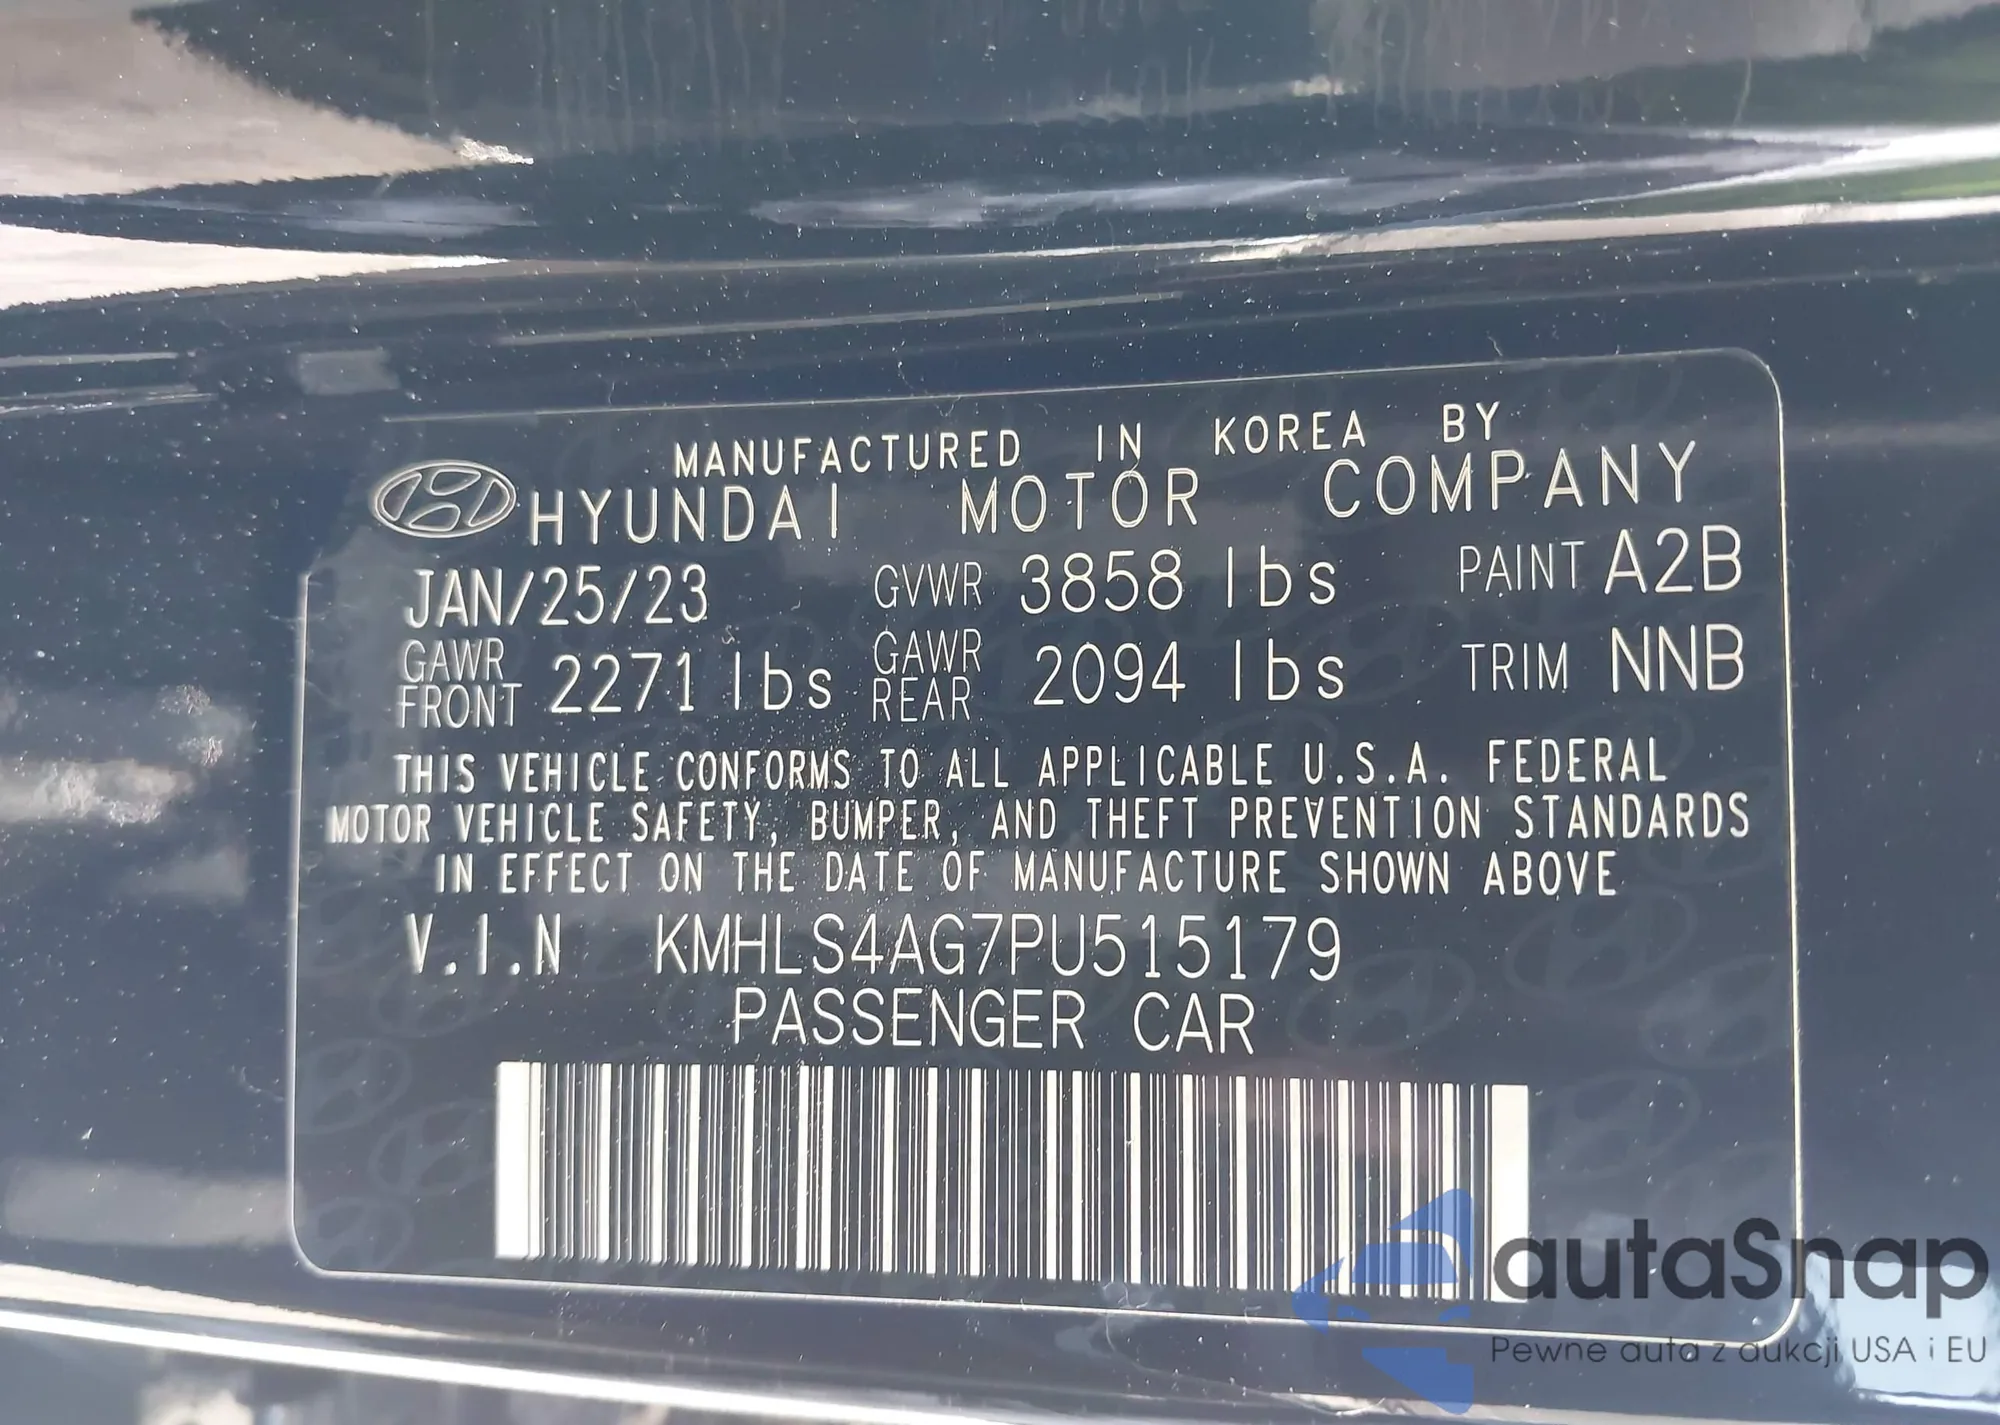 MANUFACTURED IN KOREA BY
HYUNDAI MOTOR COMPANY
JAN/25/23 GVWR 3858 lbs PAINT A2B
GAWR FRONT 2271 lbs GAWR REAR 2094 lbs TRIM NNB
THIS VEHICLE CONFORMS TO ALL APPLICABLE U.S.A. FEDERAL
MOTOR VEHICLE SAFETY, BUMPER, AND THEFT PREVENTION STANDARDS
IN EFFECT ON THE DATE OF MANUFACTURE SHOWN ABOVE
V.I.N KMHLS4AG7PU515179
PASSENGER CAR
autaSnap
Pewne auta z aukcji USA i EU